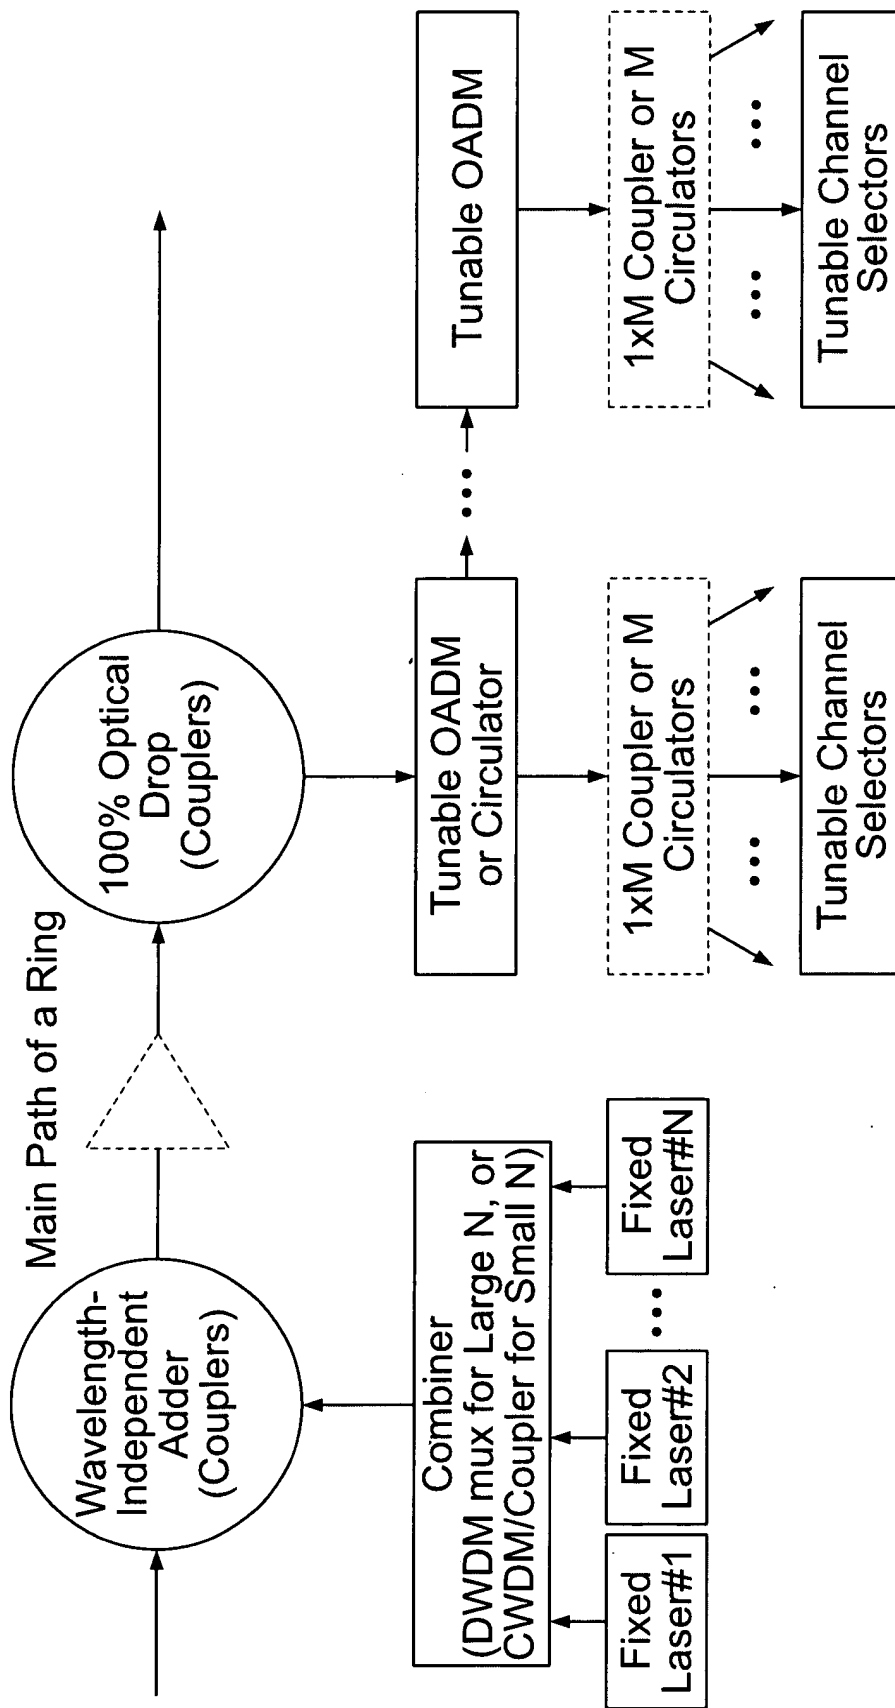 Main Path of a Ring
Wavelength-
Independent
Adder
(Couplers)
100% Optical
Drop
(Couplers)
Combiner
(DWDM mux for Large N, or
CWDM/Coupler for Small N)
Fixed
Laser#1
Fixed
Laser#2
Fixed
Laser#N
Tunable OADM
or Circulator
Tunable OADM
1xM Coupler or M
Circulators
1xM Coupler or M
Circulators
Tunable Channel
Selectors
Tunable Channel
Selectors